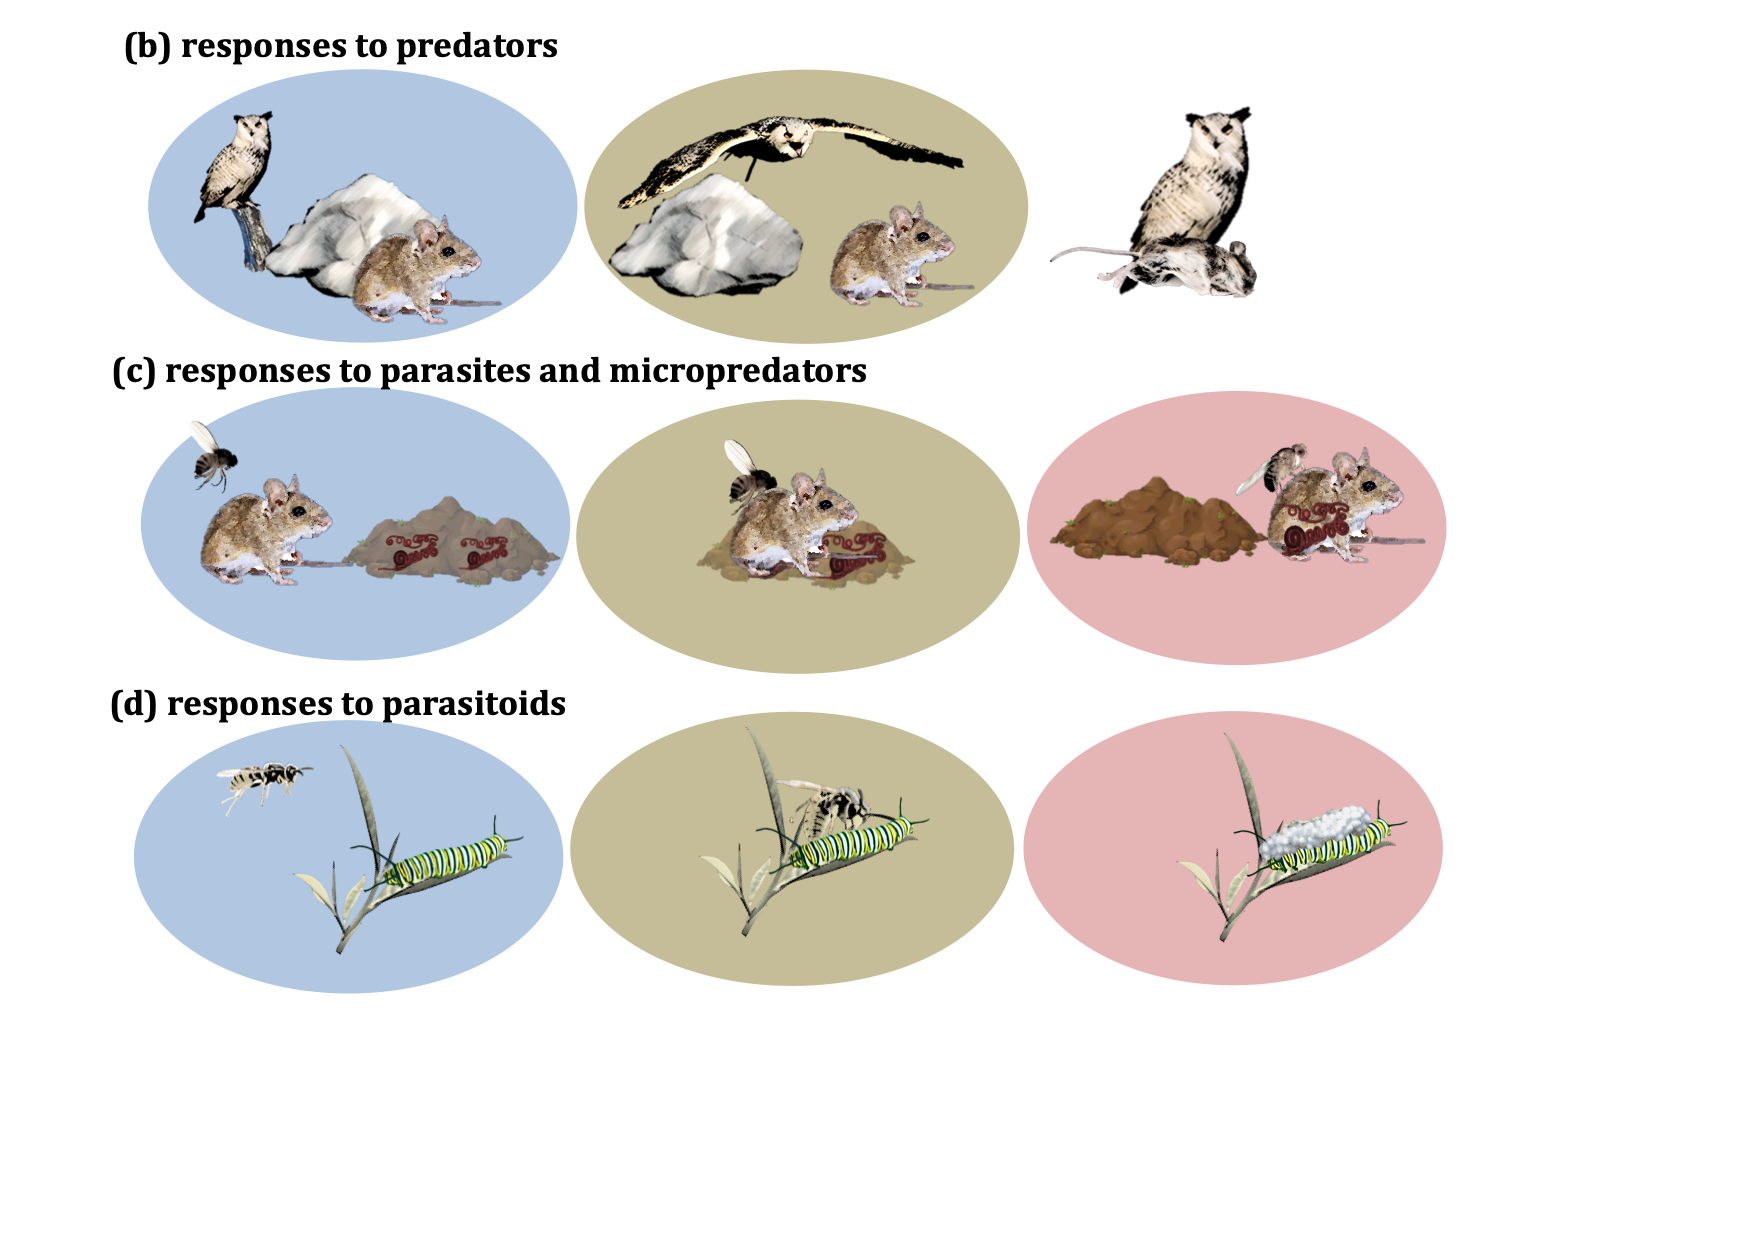 (b) responses to predators
(c) responses to parasites and micropredators
(d) responses to parasitoids